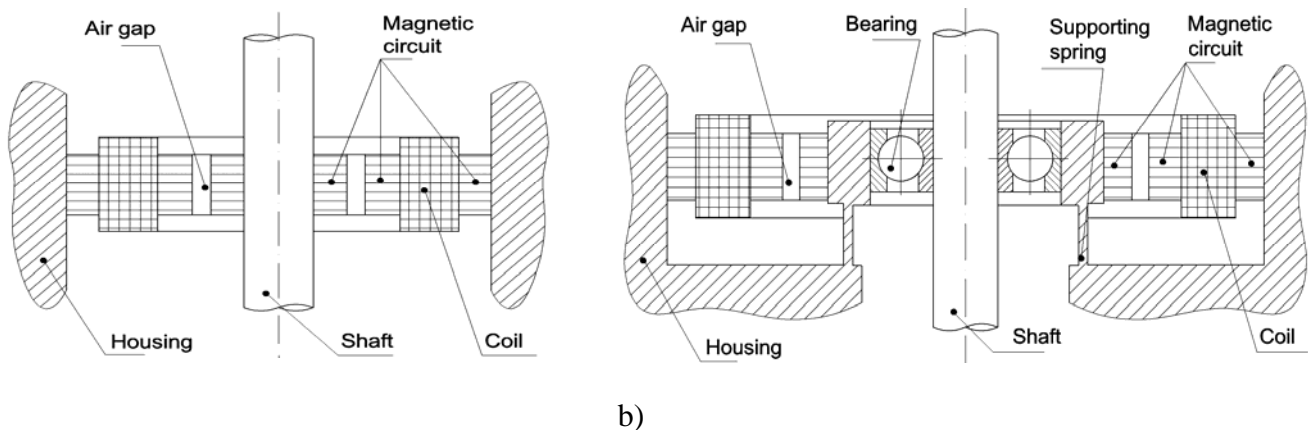 Air gap
Magnetic
circuit
Housing
Shaft
Coil
Air gap
Bearing
Supporting
spring
Magnetic
circuit
Housing
Shaft
Coil
b)